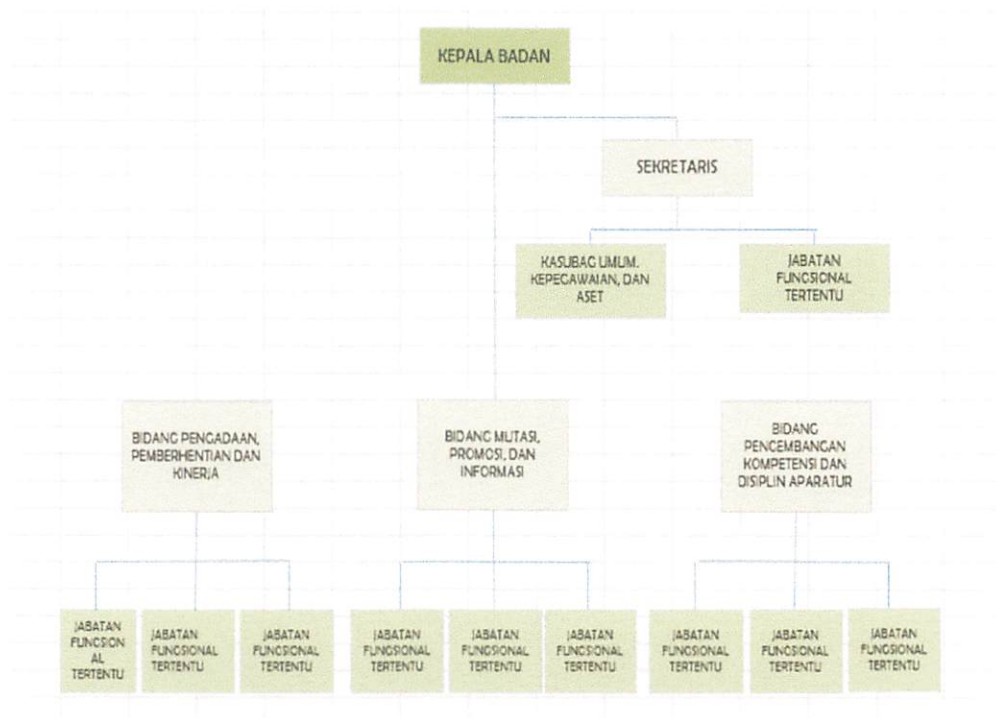 KEPALA BADAN
SEKRETARIS
KASUBAG UMUM.
KEPEGAWAIAN, DAN
ASET
JABATAN
FUNGSIONAL
TERTENTU
BIDANG PENGADAAN,
PEMBERHENTIAN DAN
KINERJA
BIDANG MUTASI,
PROMOSI, DAN
INFORMASI
BIDANG
PENGEMBANGAN
KOMPETENSI DAN
DISIPLIN APARATUR
JABATAN
FUNGSION
AL
TERTENTU
JABATAN
FUNGSIONAL
TERTENTU
JABATAN
FUNGSIONAL
TERTENTU
JABATAN
FUNGSIONAL
TERTENTU
JABATAN
FUNGSIONAL
TERTENTU
JABATAN
FUNGSIONAL
TERTENTU
JABATAN
FUNGSIONAL
TERTENTU
JABATAN
FUNGSIONAL
TERTENTU
JABATAN
FUNGSIONAL
TERTENTU